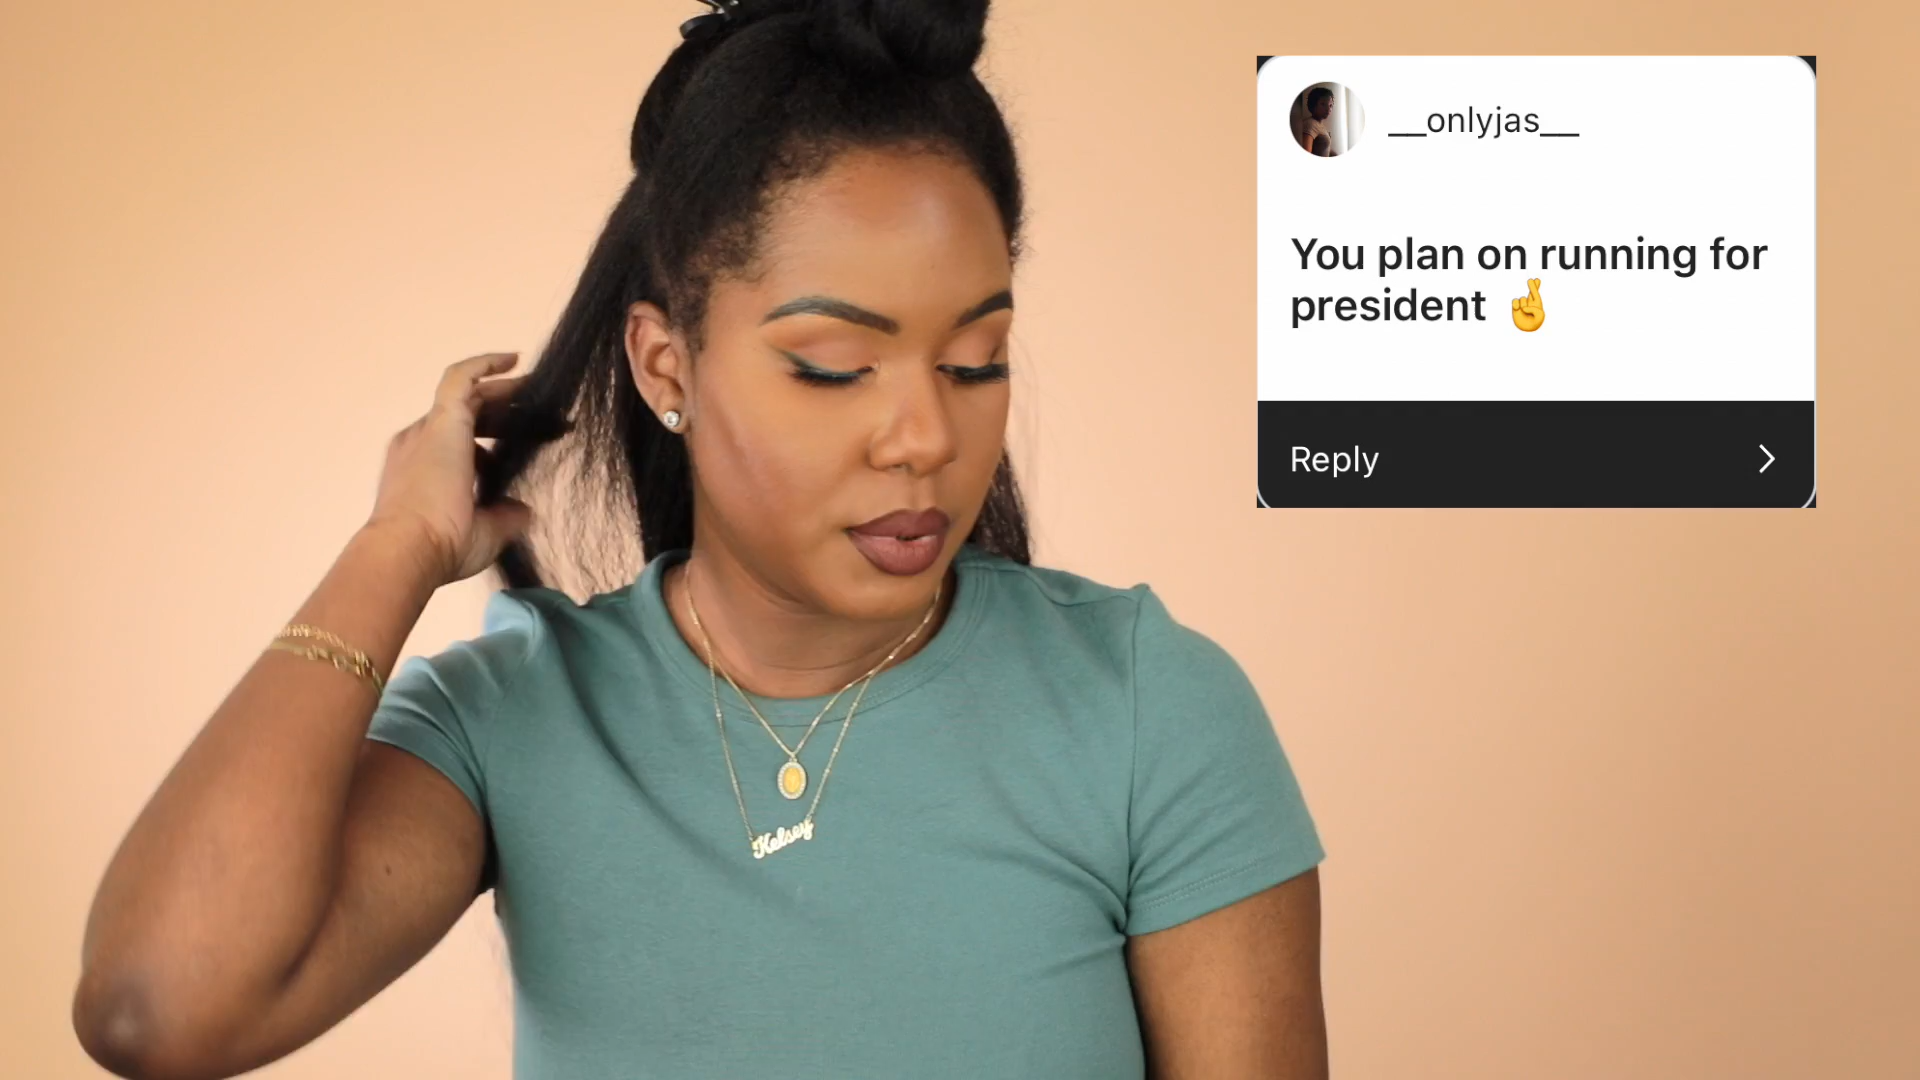 __onlyjas__
You plan on running for
president 🤞
Reply
Kelsey